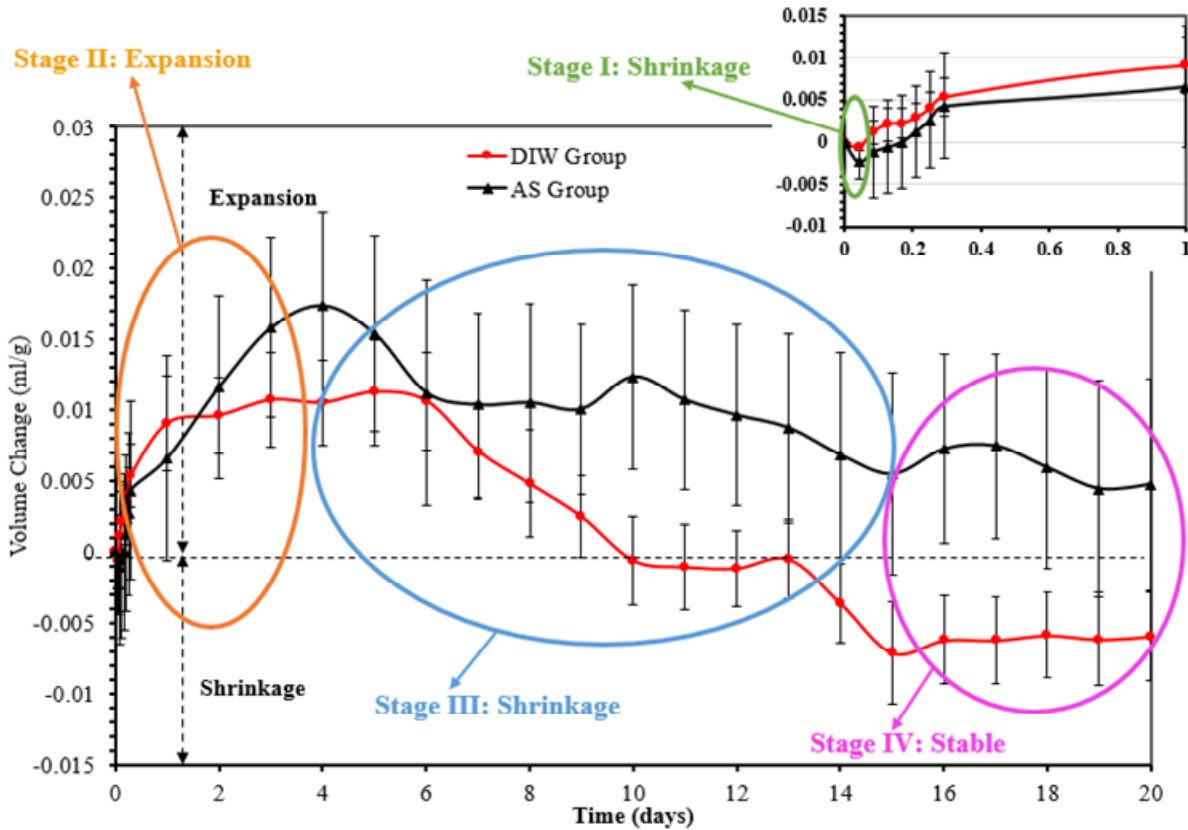 0.015
Stage II: Expansion
Stage I: Shrinkage
0.01
0.005
0
-0.005
-0.01
0 0.2 0.4 0.6 0.8 1
0.03
0.025
0.02
0.015
0.01
0.005
0
-0.005
-0.01
-0.015
DIW Group
AS Group
Expansion
Volume Change (ml/g)
Shrinkage
Stage III: Shrinkage
Stage IV: Stable
0 2 4 6 8 10 12 14 16 18 20
Time (days)